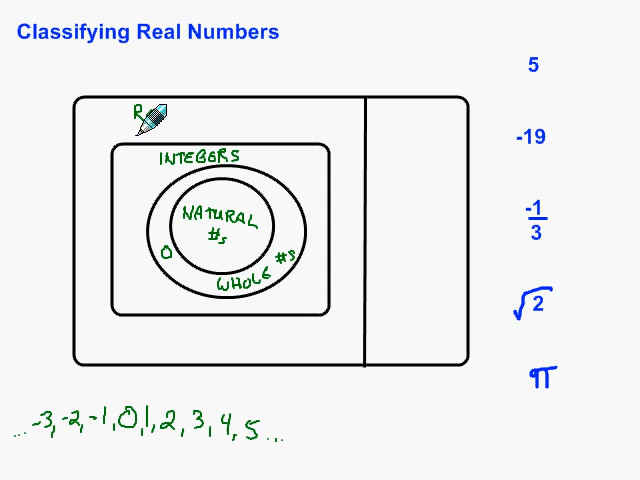 Classifying Real Numbers
5
R
-19
INTEGERS
NATURAL
#s
-1
3
0
WHOLE #s
√2
π
... -3, -2, -1, 0, 1, 2, 3, 4, 5 ...